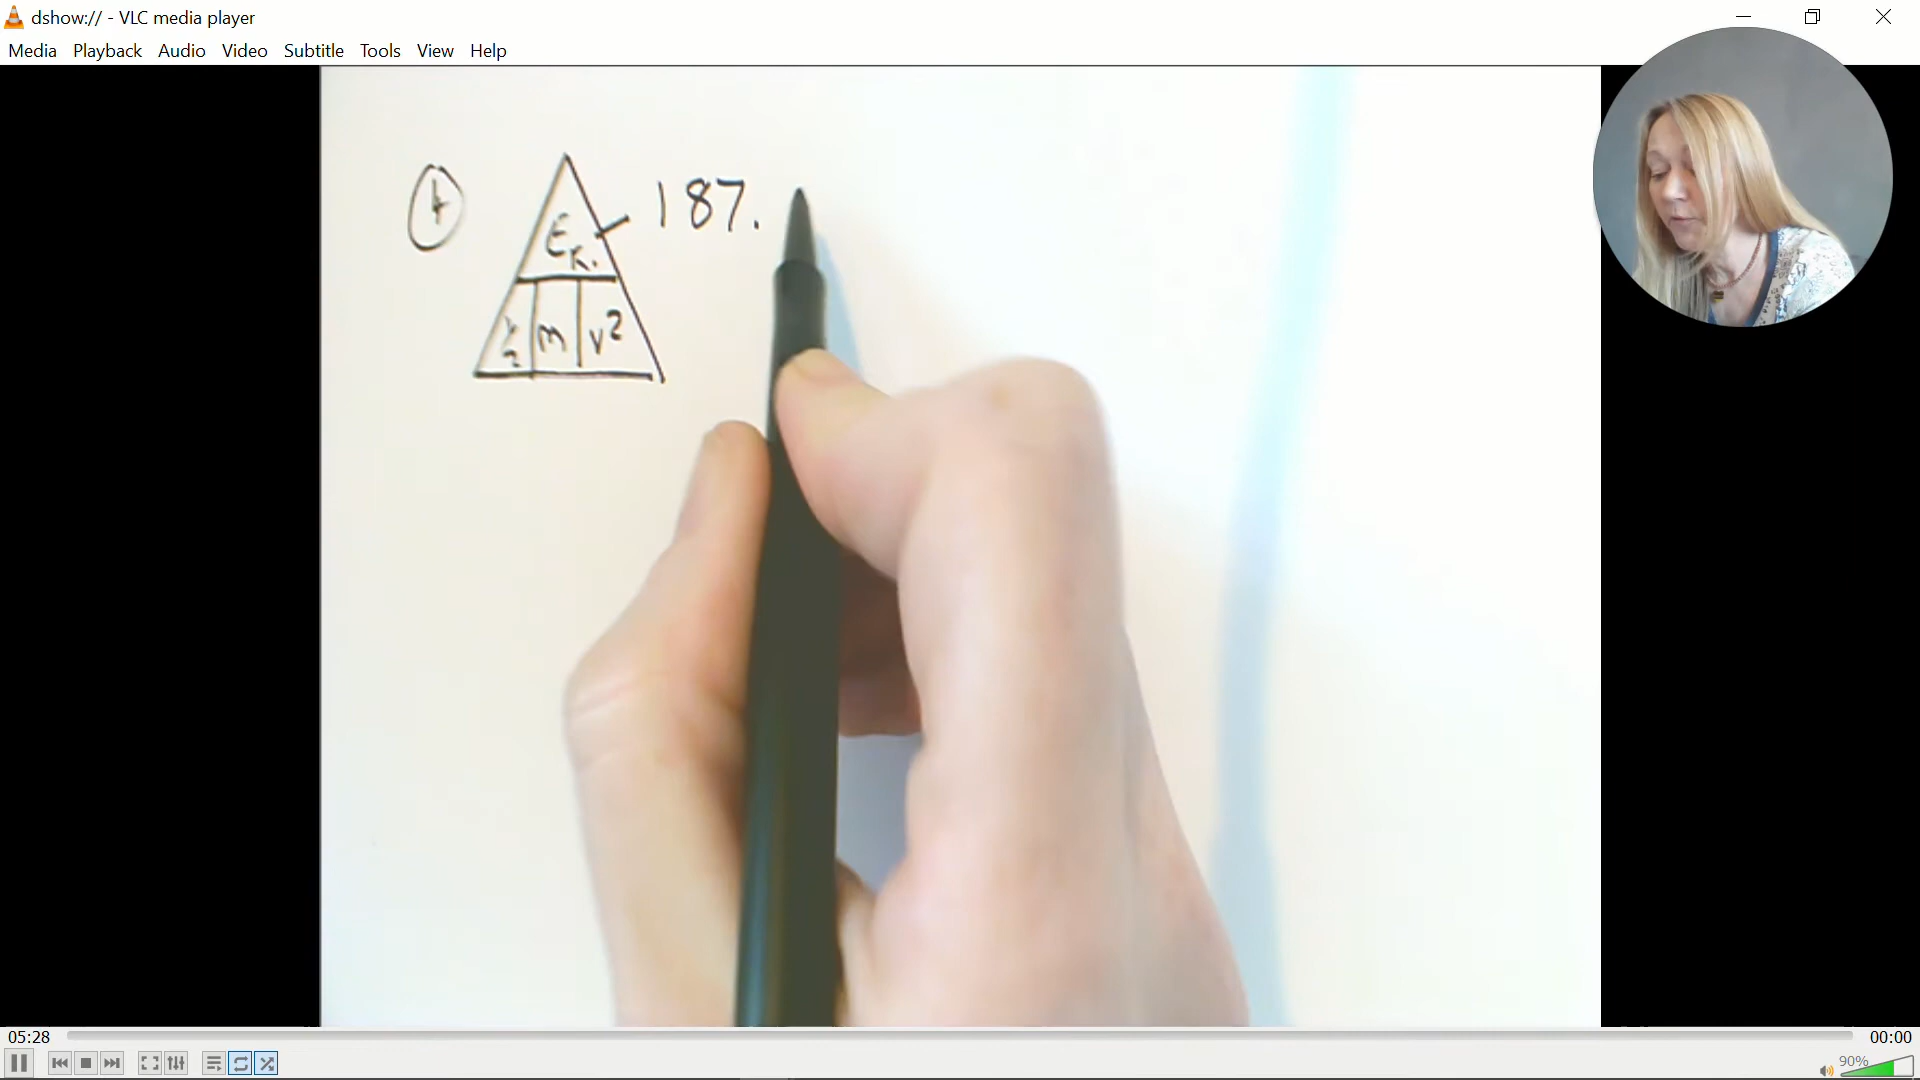 dshow:// - VLC media player
Media Playback Audio Video Subtitle Tools View Help
4
Ek.
187.
1/2 m v²
05:28
00:00
90%